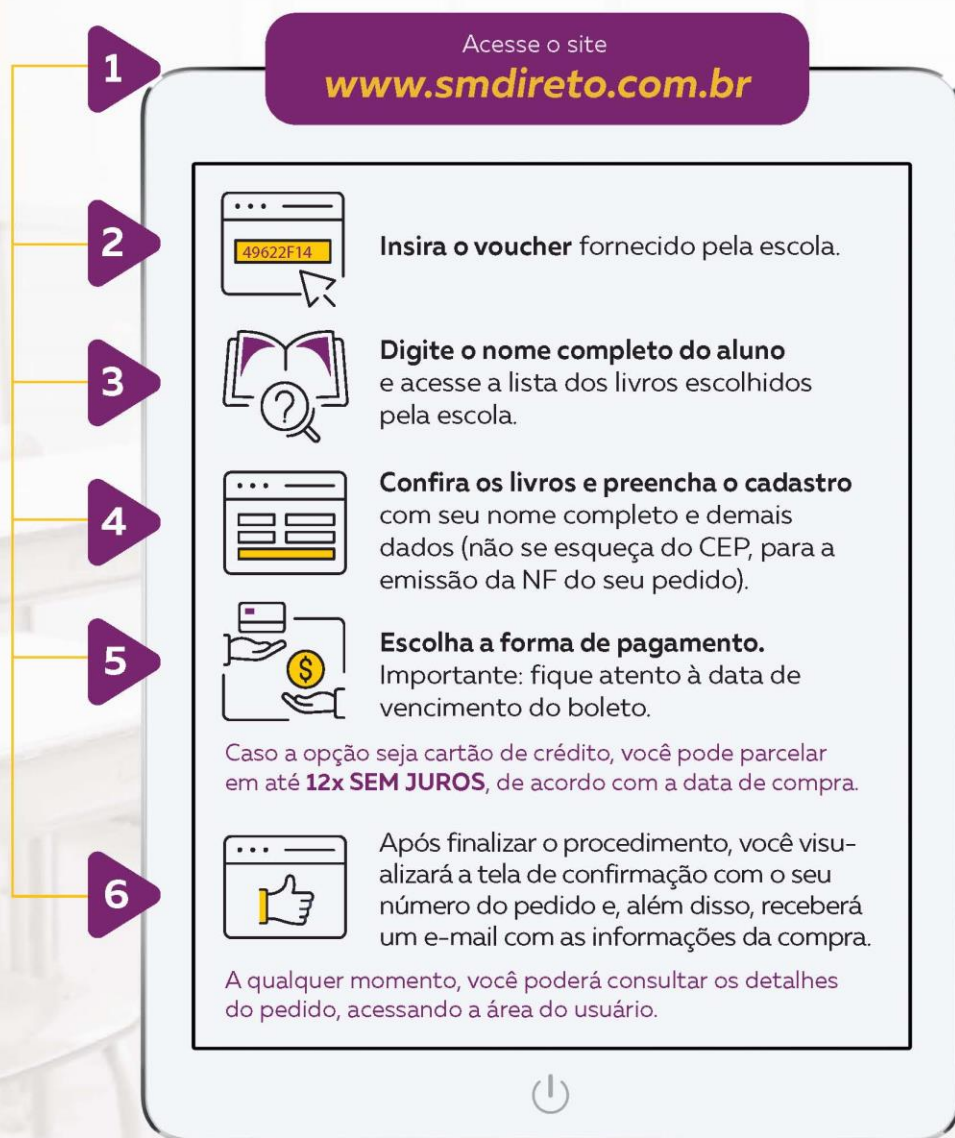 1
Acesse o site
www.smdireto.com.br
2
49622F14
Insira o voucher fornecido pela escola.
3
?
Digite o nome completo do aluno
e acesse a lista dos livros escolhidos
pela escola.
4
Confira os livros e preencha o cadastro
com seu nome completo e demais
dados (não se esqueça do CEP, para a
emissão da NF do seu pedido).
5
$
Escolha a forma de pagamento.
Importante: fique atento à data de
vencimento do boleto.
Caso a opção seja cartão de crédito, você pode parcelar
em até 12x SEM JUROS, de acordo com a data de compra.
6
Após finalizar o procedimento, você visu-
alizará a tela de confirmação com o seu
número do pedido e, além disso, receberá
um e-mail com as informações da compra.
A qualquer momento, você poderá consultar os detalhes
do pedido, acessando a área do usuário.